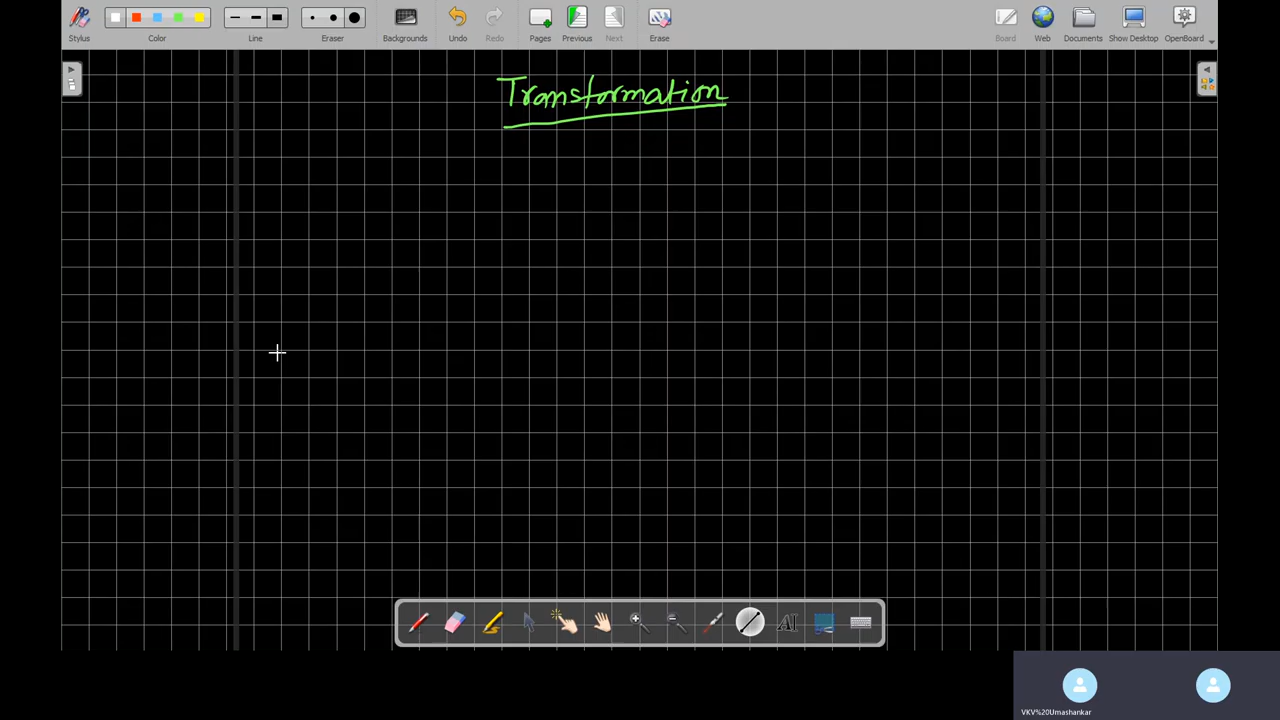 Stylus Color Line Eraser Backgrounds Undo Redo Pages Previous Next Erase Board Web Documents Show Desktop OpenBoard
Transformation
AI
VKV%20Umashankar